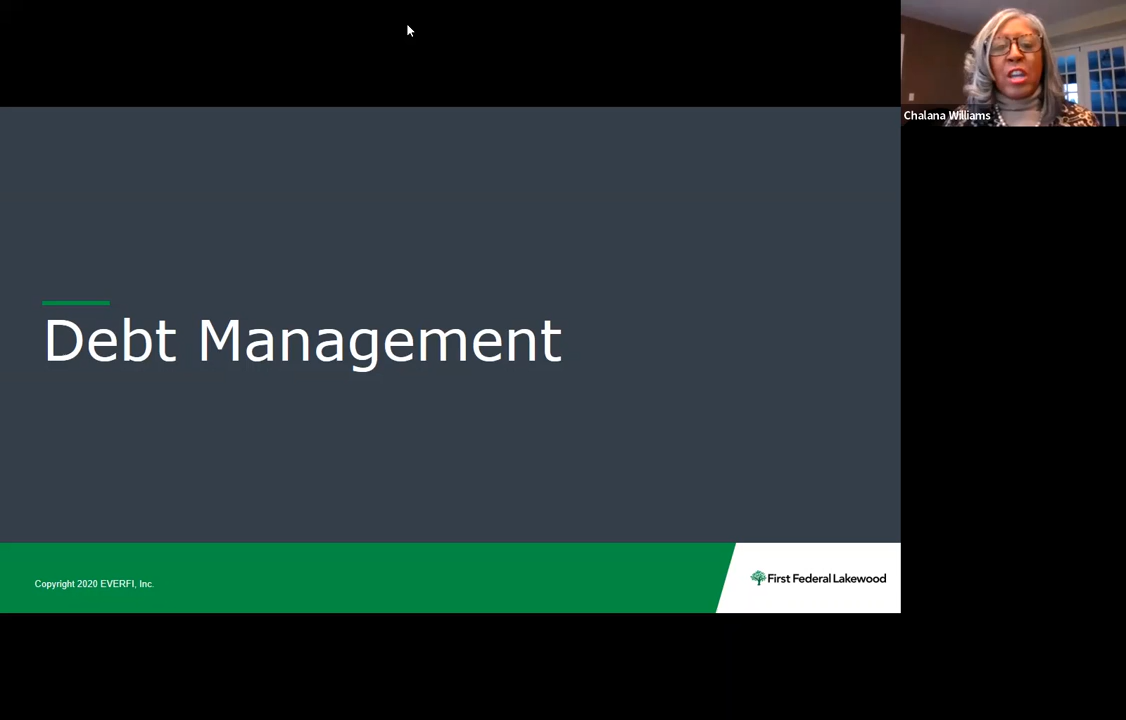 Chalana Williams
Debt Management
Copyright 2020 EVERFI, Inc.
First Federal Lakewood